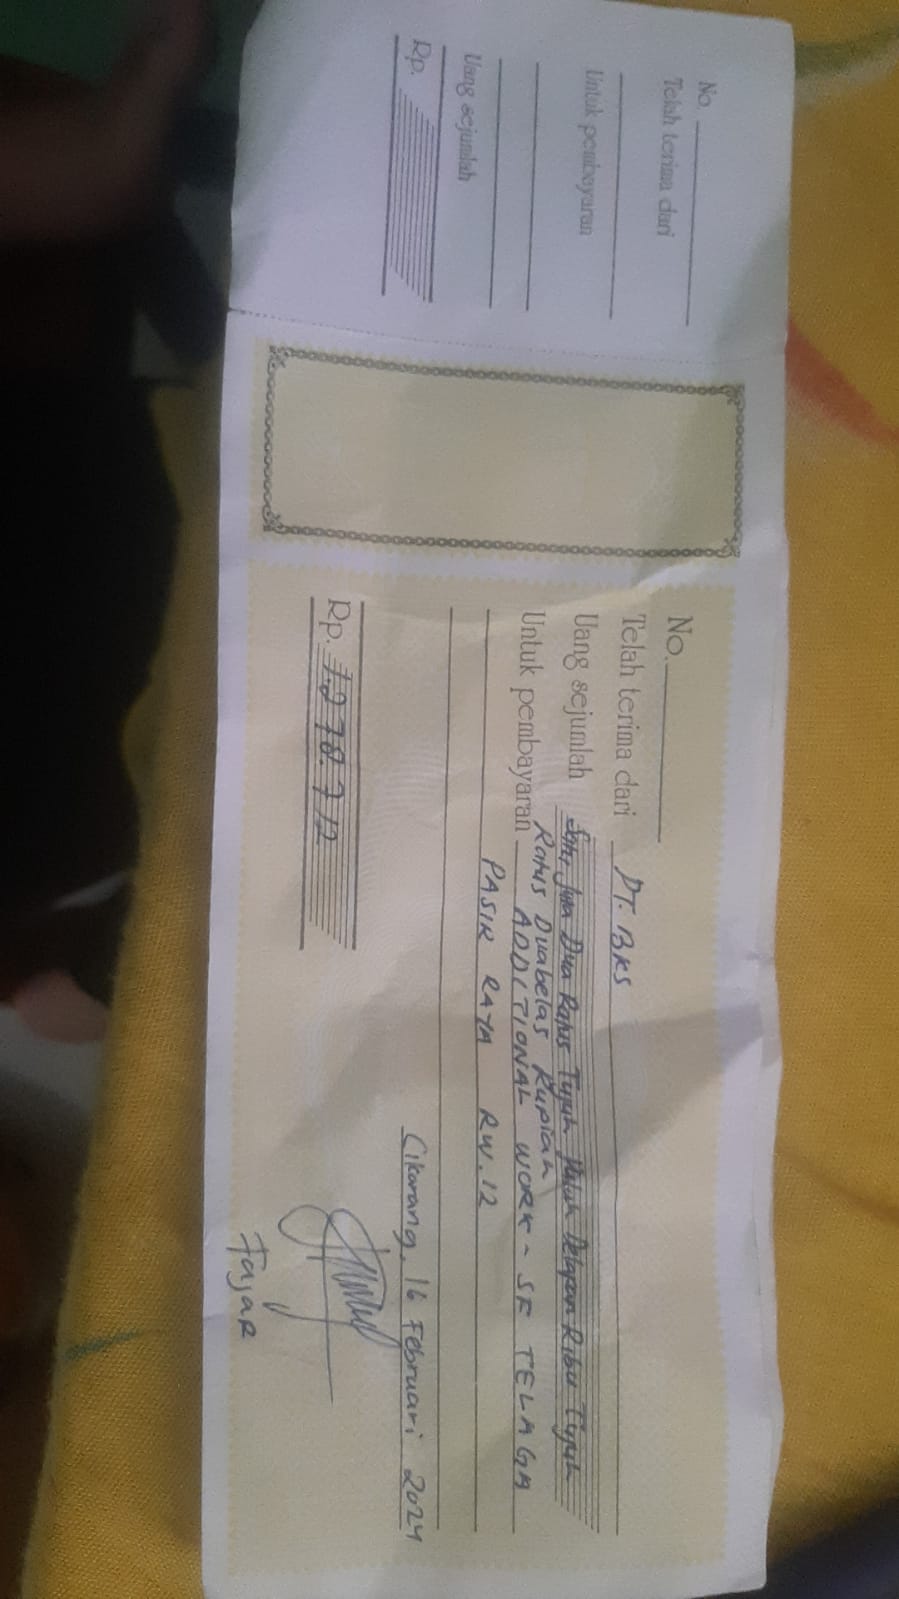 No.
Telah terima dari
Untuk pembayaran
Uang sejumlah
Rp.
No.
Telah terima dari PT. BKS
Uang sejumlah Satu Juta Dua Ratus Tujuh Puluh Delapan Ribu Tujuh
Ratus Duabelas Rupiah
Untuk pembayaran ADDITIONAL WORK - SF TELAGA
PASIR RAYA RW.12
Cikarang, 16 Februari 2024
Rp. 1.278.712
Fajar